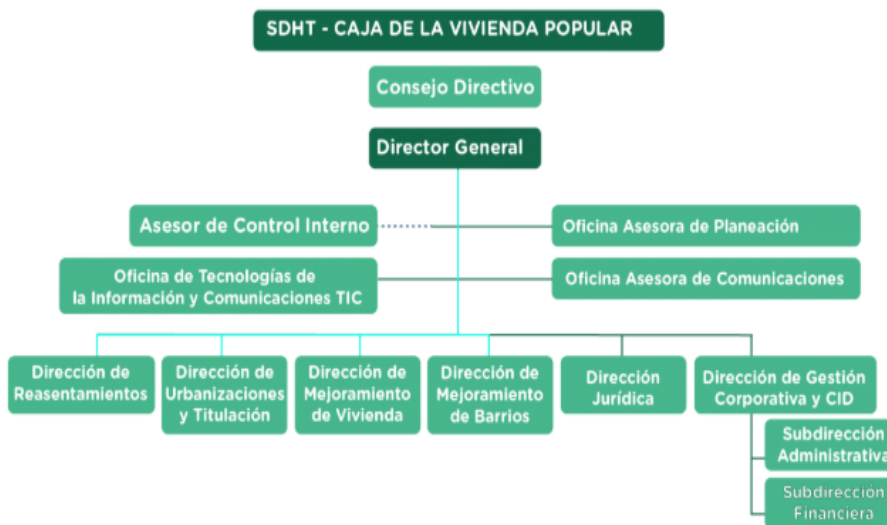 SDHT - CAJA DE LA VIVIENDA POPULAR
Consejo Directivo
Director General
Asesor de Control Interno
Oficina Asesora de Planeación
Oficina de Tecnologías de
la Información y Comunicaciones TIC
Oficina Asesora de Comunicaciones
Dirección de
Reasentamientos
Dirección de
Urbanizaciones
y Titulación
Dirección de
Mejoramiento
de Vivienda
Dirección de
Mejoramiento
de Barrios
Dirección
Jurídica
Dirección de Gestión
Corporativa y CID
Subdirección
Administrativa
Subdirección
Financiera